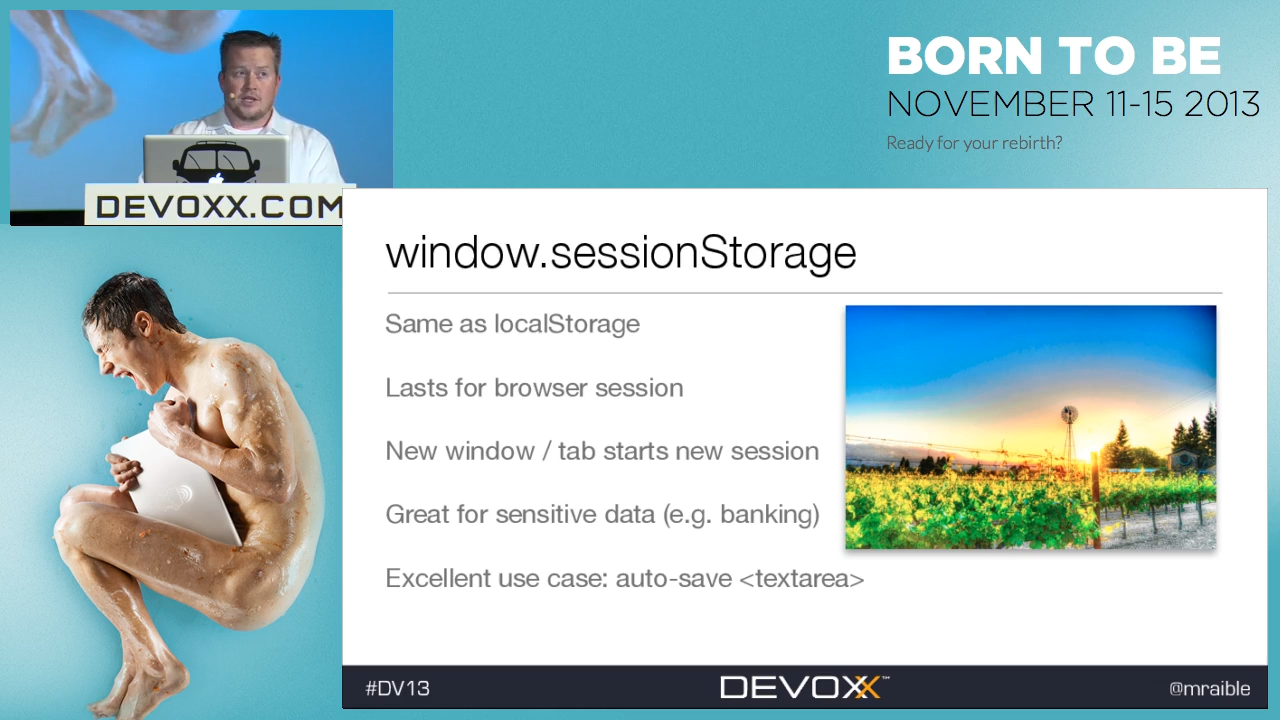 BORN TO BE
NOVEMBER 11-15 2013
Ready for your rebirth?
DEVOXX.COM
window.sessionStorage
Same as localStorage
Lasts for browser session
New window / tab starts new session
Great for sensitive data (e.g. banking)
Excellent use case: auto-save <textarea>
#DV13
DEVOXX™
@mraible